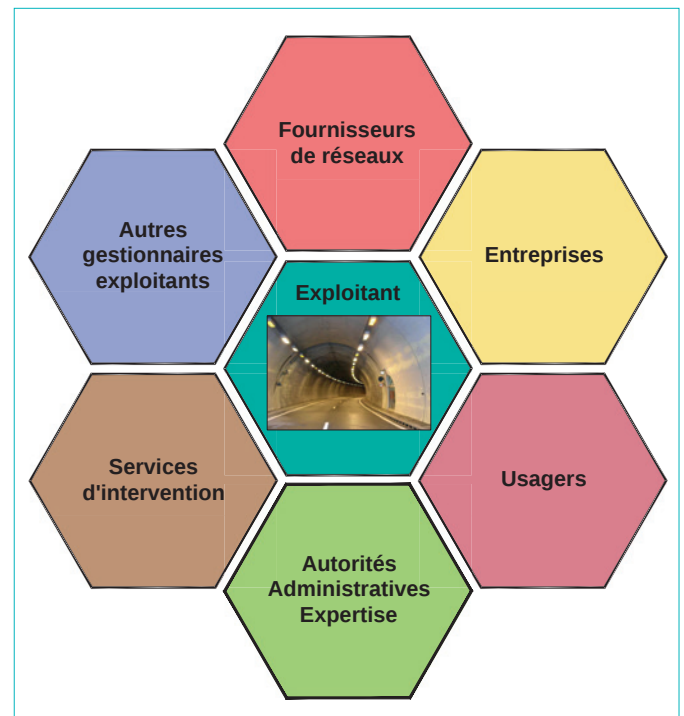 Fournisseurs
de réseaux
Autres
gestionnaires
exploitants
Entreprises
Exploitant
Services
d'intervention
Usagers
Autorités
Administratives
Expertise